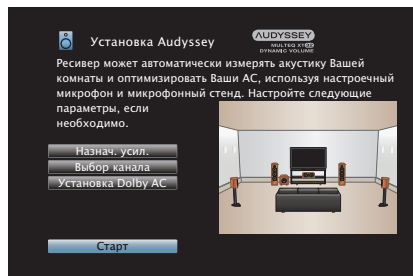 Установка Audyssey
AUDYSSEY
MULTEQ XT32
DYNAMIC VOLUME
Ресивер может автоматически измерять акустику Вашей
комнаты и оптимизировать Ваши АС, используя настроечный
микрофон и микрофонный стенд. Настройте следующие
параметры, если
необходимо.
Назнач. усил.
Выбор канала
Установка Dolby АС
Старт